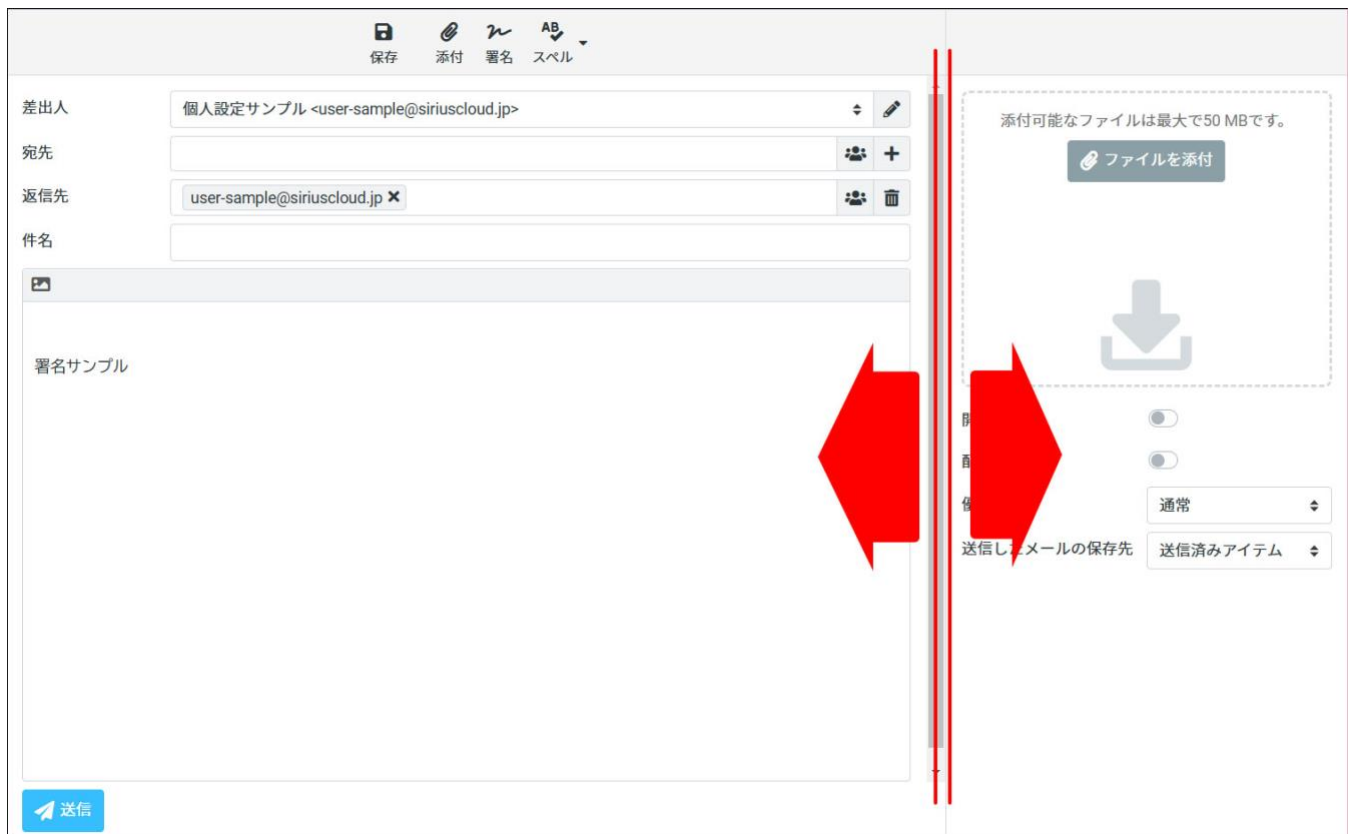 保存 添付 署名 スペル
差出人 個人設定サンプル <user-sample@siriuscloud.jp>
宛先
返信先 user-sample@siriuscloud.jp
件名
署名サンプル
送信
添付可能なファイルは最大で50 MBです。
ファイルを添付
通常
送信したメールの保存先 送信済みアイテム